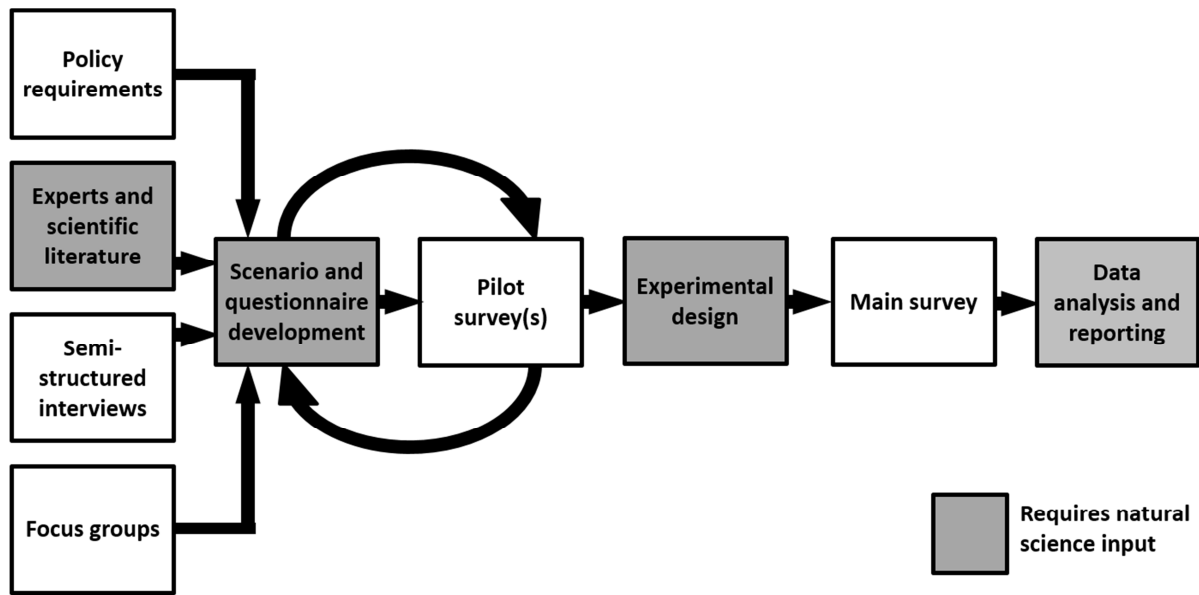 Policy
requirements
Experts and
scientific
literature
Semi-
structured
interviews
Focus groups
Scenario and
questionnaire
development
Pilot
survey(s)
Experimental
design
Main survey
Data
analysis and
reporting
Requires natural
science input